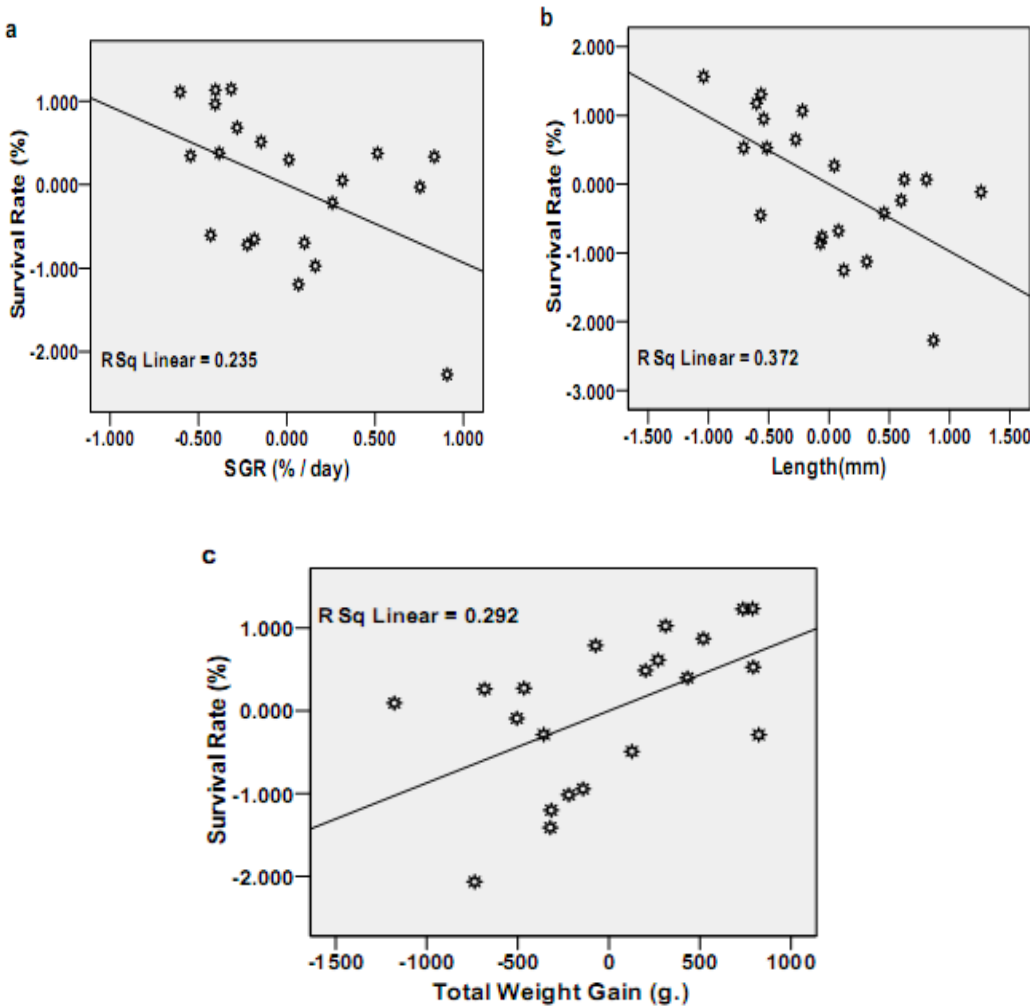 a
Survival Rate (%)
1.000
0.000
-1.000
-2.000
R Sq Linear = 0.235
-1.000 -0.500 0.000 0.500 1.000
SGR (% / day)
b
Survival Rate (%)
2.000
1.000
0.000
-1.000
-2.000
-3.000
R Sq Linear = 0.372
-1.500 -1.000 -0.500 0.000 0.500 1.000 1.500
Length(mm)
c
Survival Rate (%)
R Sq Linear = 0.292
1.000
0.000
-1.000
-2.000
-1500 -1000 -500 0 500 1000
Total Weight Gain (g.)